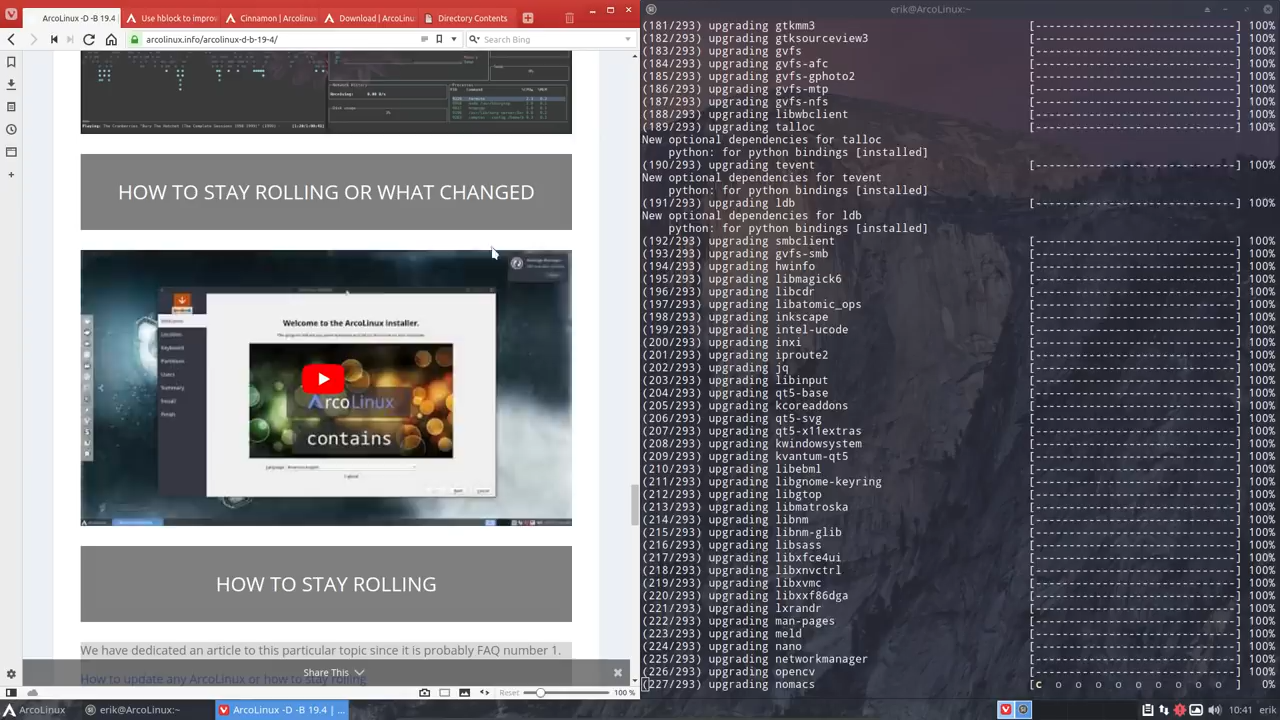 ArcoLinux -D -B 19.4
Use hblock to improv
Cinnamon | Arcolinux
Download | ArcoLinu
Directory Contents
arcolinux.info/arcolinux-d-b-19-4/
Search Bing
HOW TO STAY ROLLING OR WHAT CHANGED
Welcome to the ArcoLinux installer.
Keyboard
Users
Summary
ArcoLinux
contains
HOW TO STAY ROLLING
We have dedicated an article to this particular topic since it is probably FAQ number 1.
How to update any ArcoLinux or how to stay rolling
Share This
Reset
100 %
erik@ArcoLinux:~
(181/293) upgrading gtkmm3 [----------------------------] 100%
(182/293) upgrading gtksourceview3 [----------------------------] 100%
(183/293) upgrading gvfs [----------------------------] 100%
(184/293) upgrading gvfs-afc [----------------------------] 100%
(185/293) upgrading gvfs-gphoto2 [----------------------------] 100%
(186/293) upgrading gvfs-mtp [----------------------------] 100%
(187/293) upgrading gvfs-nfs [----------------------------] 100%
(188/293) upgrading libwbclient [----------------------------] 100%
(189/293) upgrading talloc [----------------------------] 100%
New optional dependencies for talloc
python: for python bindings [installed]
(190/293) upgrading tevent [----------------------------] 100%
New optional dependencies for tevent
python: for python bindings [installed]
(191/293) upgrading ldb [----------------------------] 100%
New optional dependencies for ldb
python: for python bindings [installed]
(192/293) upgrading smbclient [----------------------------] 100%
(193/293) upgrading gvfs-smb [----------------------------] 100%
(194/293) upgrading hwinfo [----------------------------] 100%
(195/293) upgrading libmagick6 [----------------------------] 100%
(196/293) upgrading libcdr [----------------------------] 100%
(197/293) upgrading libatomic_ops [----------------------------] 100%
(198/293) upgrading inkscape [----------------------------] 100%
(199/293) upgrading intel-ucode [----------------------------] 100%
(200/293) upgrading inxi [----------------------------] 100%
(201/293) upgrading iproute2 [----------------------------] 100%
(202/293) upgrading jq [----------------------------] 100%
(203/293) upgrading libinput [----------------------------] 100%
(204/293) upgrading qt5-base [----------------------------] 100%
(205/293) upgrading kcoreaddons [----------------------------] 100%
(206/293) upgrading qt5-svg [----------------------------] 100%
(207/293) upgrading qt5-x11extras [----------------------------] 100%
(208/293) upgrading kwindowsystem [----------------------------] 100%
(209/293) upgrading kvantum-qt5 [----------------------------] 100%
(210/293) upgrading libebml [----------------------------] 100%
(211/293) upgrading libgnome-keyring [----------------------------] 100%
(212/293) upgrading libgtop [----------------------------] 100%
(213/293) upgrading libmatroska [----------------------------] 100%
(214/293) upgrading libnm [----------------------------] 100%
(215/293) upgrading libnm-glib [----------------------------] 100%
(216/293) upgrading libsass [----------------------------] 100%
(217/293) upgrading libxfce4ui [----------------------------] 100%
(218/293) upgrading libxnvctrl [----------------------------] 100%
(219/293) upgrading libxvmc [----------------------------] 100%
(220/293) upgrading libxxf86dga [----------------------------] 100%
(221/293) upgrading lxrandr [----------------------------] 100%
(222/293) upgrading man-pages [----------------------------] 100%
(223/293) upgrading meld [----------------------------] 100%
(224/293) upgrading nano [----------------------------] 100%
(225/293) upgrading networkmanager [----------------------------] 100%
(226/293) upgrading opencv [----------------------------] 100%
(227/293) upgrading nomacs [c o o o o o o o o o] 0%
ArcoLinux
erik@ArcoLinux:~
ArcoLinux -D -B 19.4 | ...
10:41
erik